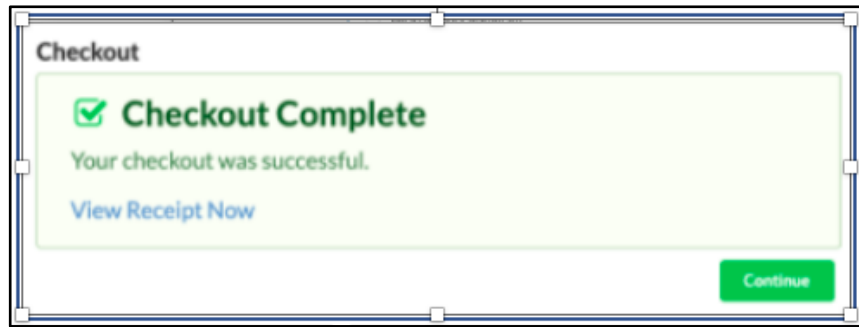 Checkout
Checkout Complete
Your checkout was successful.
View Receipt Now
Continue